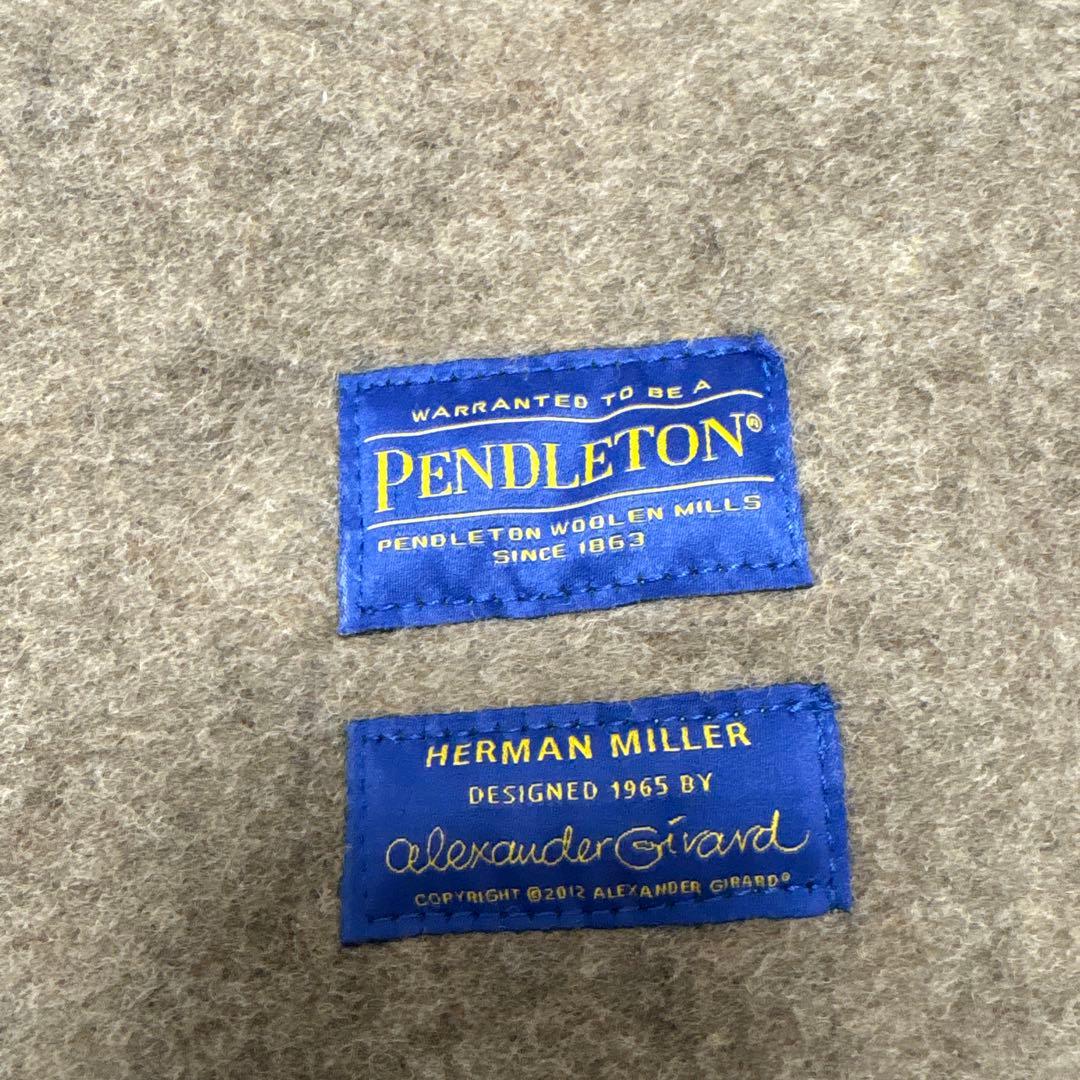 WARRANTED TO BE A
PENDLETON®
PENDLETON WOOLEN MILLS
SINCE 1863
HERMAN MILLER
DESIGNED 1965 BY
alexander Girard
COPYRIGHT ©2012 ALEXANDER GIRARD®